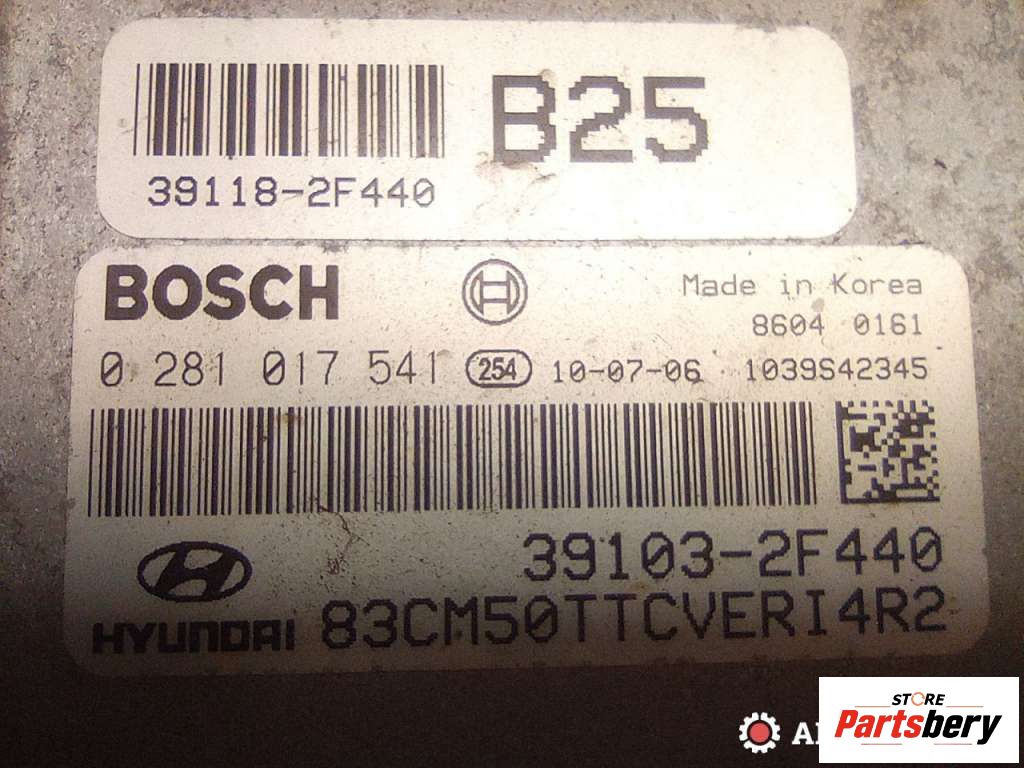 B25
39118-2F440
BOSCH
Made in Korea
8604 0161
0 281 017 541 254 10-07-06 1039S42345
39103-2F440
HYUNDAI 83CM50TTCVERI4R2
STORE
Partsbery